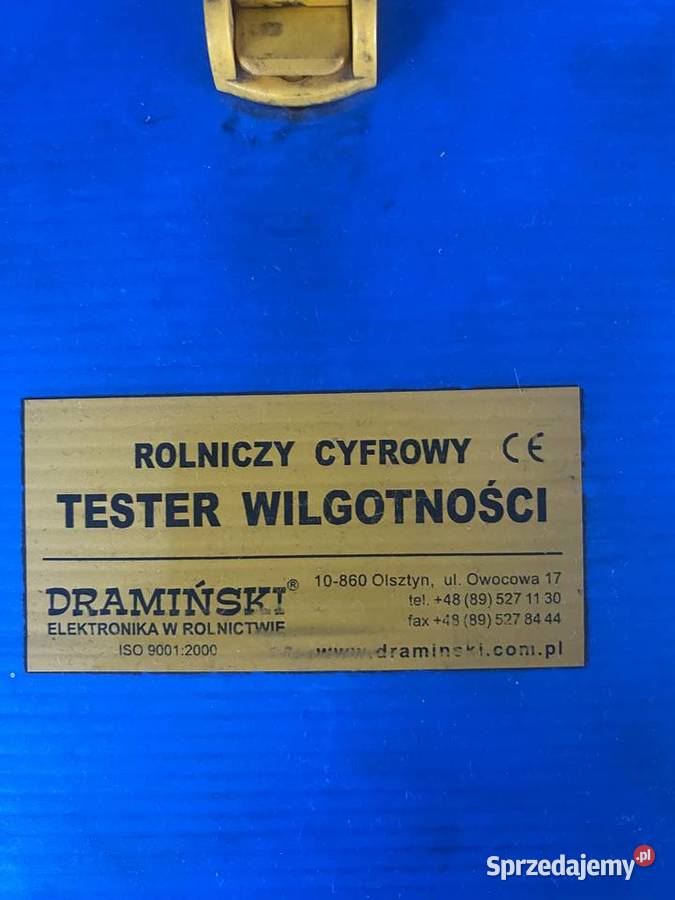 ROLNICZY CYFROWY CE
TESTER WILGOTNOŚCI
DRAMIŃSKI®
ELEKTRONIKA W ROLNICTWIE
ISO 9001:2000
10-860 Olsztyn, ul. Owocowa 17
tel. +48 (89) 527 11 30
fax +48 (89) 527 84 44
www.draminski.com.pl
Sprzedajemy.pl